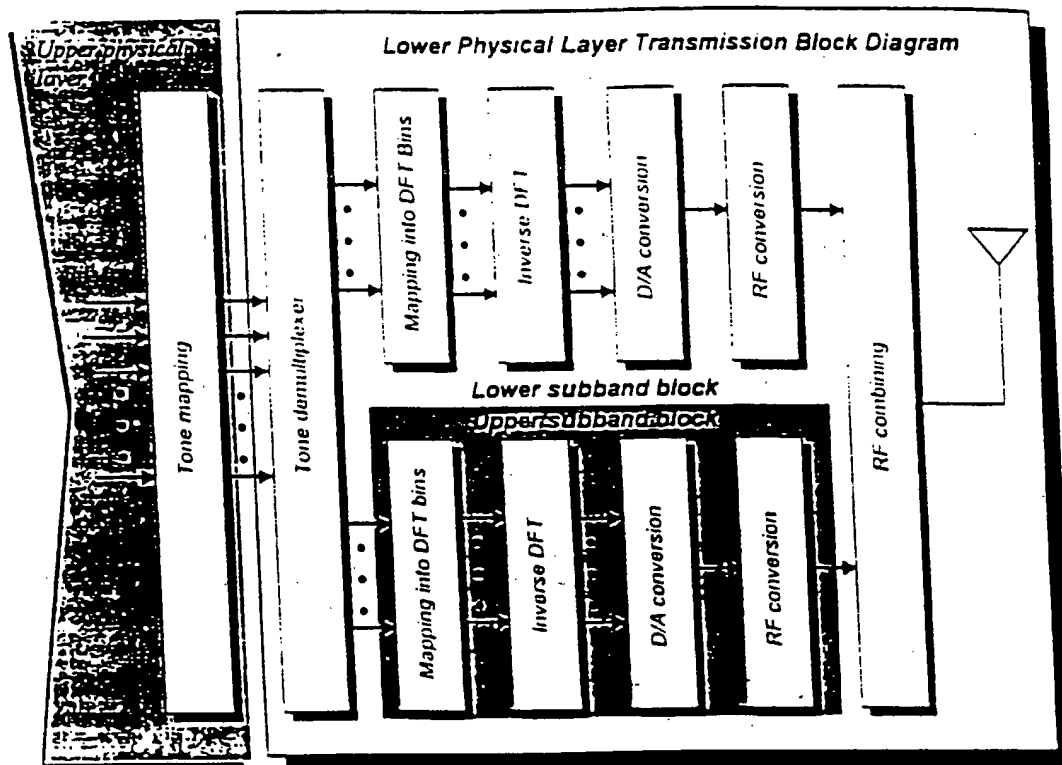 Upper physical
layer
Lower Physical Layer Transmission Block Diagram
Tone mapping
Tone demultiplexer
Mapping into DFT Bins
Inverse DFT
D/A conversion
RF conversion
RF combining
Lower subband block
Upper subband block
Mapping into DFT bins
Inverse DFT
D/A conversion
RF conversion